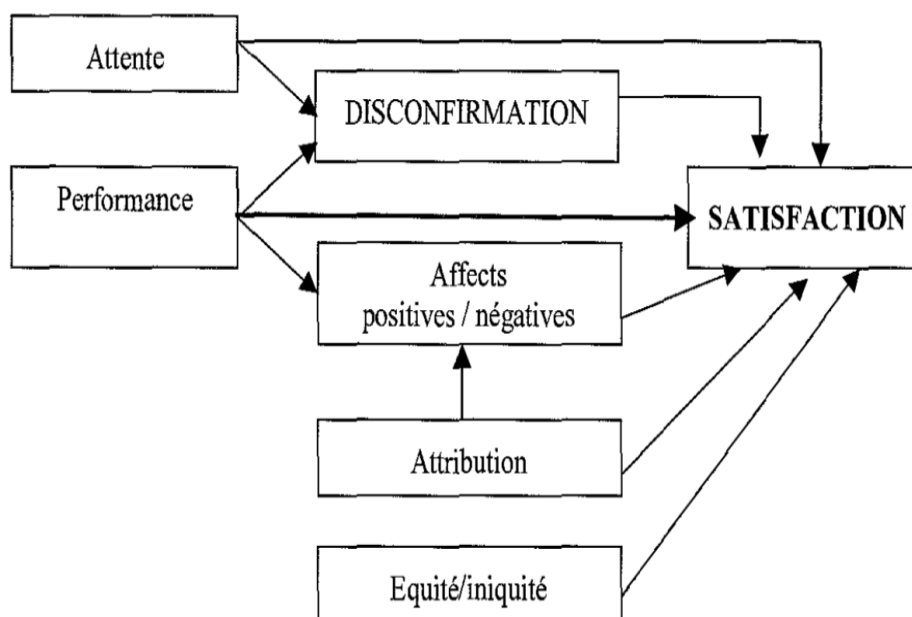 Attente
DISCONFIRMATION
Performance
SATISFACTION
Affects
positives / négatives
Attribution
Equité/iniquité